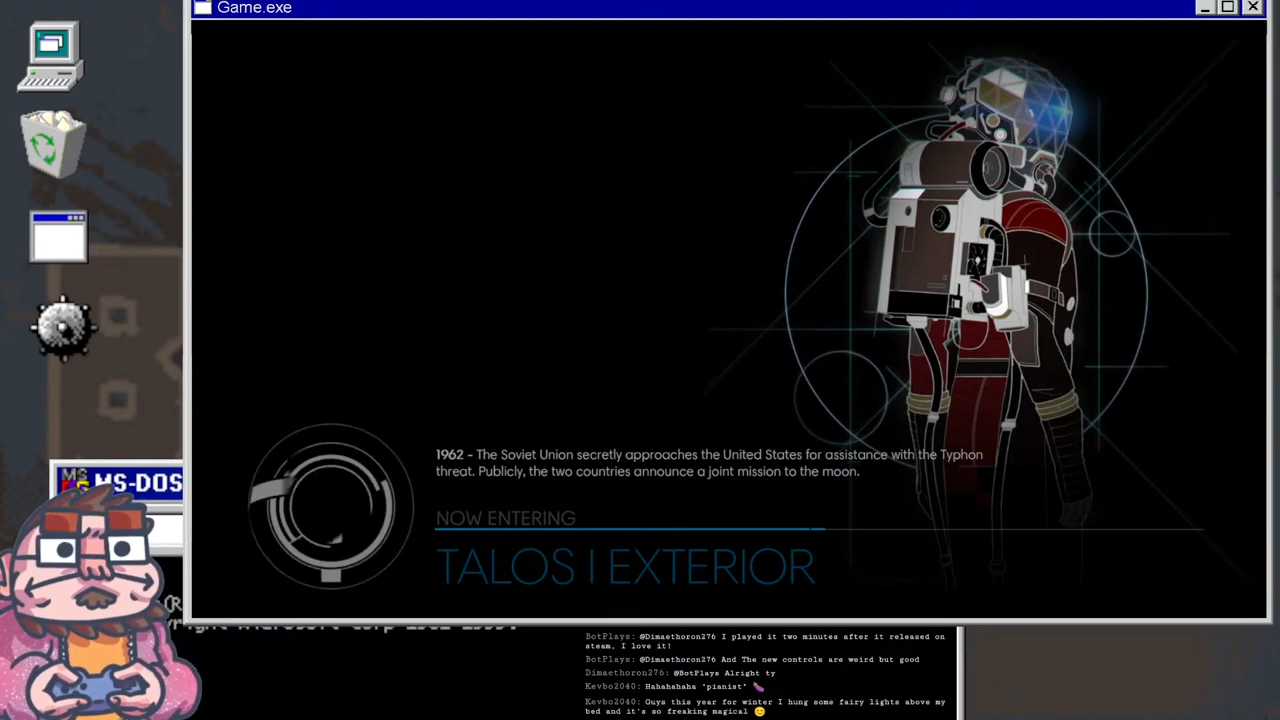 Game.exe
1962 - The Soviet Union secretly approaches the United States for assistance with the Typhon
threat. Publicly, the two countries announce a joint mission to the moon.
NOW ENTERING
TALOS I EXTERIOR
MS-DOS
BotPlays: @Dimaethoron276 I played it two minutes after it released on
steam, I love it!
BotPlays: @Dimaethoron276 And The new controls are weird but good
Dimaethoron276: @BotPlays Alright ty
Kevbo2040: Hahahahaha "pianist" 🍆
Kevbo2040: Guys this year for winter I hung some fairy lights above my
bed and it's so freaking magical 😊